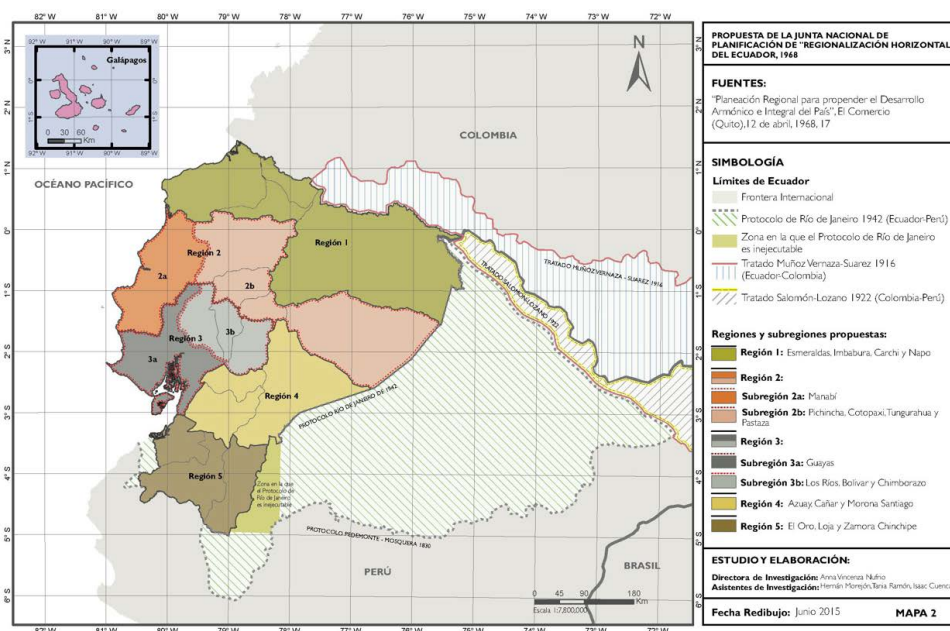 82°W
81°W
80°W
79°W
78°W
77°W
76°W
75°W
74°W
73°W
72°W
3°N
2°N
1°N
0°
1°S
2°S
3°S
4°S
5°S
6°S
92°W
91°W
90°W
89°W
Galápagos
0 30 60
Km
N
COLOMBIA
OCÉANO PACÍFICO
Región 1
Región 2
2a
2b
Región 3
3b
3a
Región 4
Región 5
TRATADO MUÑOZ VERNAZA - SUAREZ 1916
TRATADO SALOMON LOZANO 1922
PROTOCOLO RÍO DE JANEIRO DE 1942
Zona en la que
el Protocolo de
Río de Janeiro
es inejecutable
PROTOCOLO PEDEMONTE - MOSQUERA 1830
PERÚ
BRASIL
0 45 90 180
Km
Escala 1:7,800,000
PROPUESTA DE LA JUNTA NACIONAL DE
PLANIFICACIÓN DE "REGIONALIZACIÓN HORIZONTAL
DEL ECUADOR, 1968
FUENTES:
"Planeación Regional para propender el Desarrollo
Armónico e Integral del País", El Comercio
(Quito),12 de abril, 1968, 17
SIMBOLOGÍA
Límites de Ecuador
Frontera Internacional
Protocolo de Río de Janeiro 1942 (Ecuador-Perú)
Zona en la que el Protocolo de Río de Janeiro
es inejecutable
Tratado Muñoz Vernaza-Suarez 1916
(Ecuador-Colombia)
Tratado Salomón-Lozano 1922 (Colombia-Perú)
Regiones y subregiones propuestas:
Región 1: Esmeraldas, Imbabura, Carchi y Napo
Región 2:
Subregión 2a: Manabí
Subregión 2b: Pichincha, Cotopaxi, Tungurahua y
Pastaza
Región 3:
Subregión 3a: Guayas
Subregión 3b: Los Ríos, Bolívar y Chimborazo
Región 4: Azuay, Cañar y Morona Santiago
Región 5: El Oro, Loja y Zamora Chinchipe
ESTUDIO Y ELABORACIÓN:
Directora de Investigación: Anna Vincenza Nufrio
Asistentes de Investigación: Hernán Morejón, Tania Ramón, Isaac Cuenca
Fecha Redibujo: Junio 2015
MAPA 2